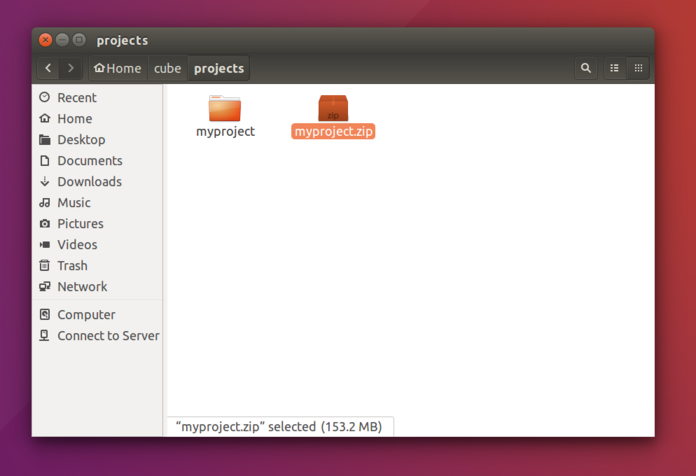 projects
Home cube projects
Recent
Home
Desktop
Documents
Downloads
Music
Pictures
Videos
Trash
Network
Computer
Connect to Server
myproject
zip
myproject.zip
“myproject.zip” selected (153.2 MB)